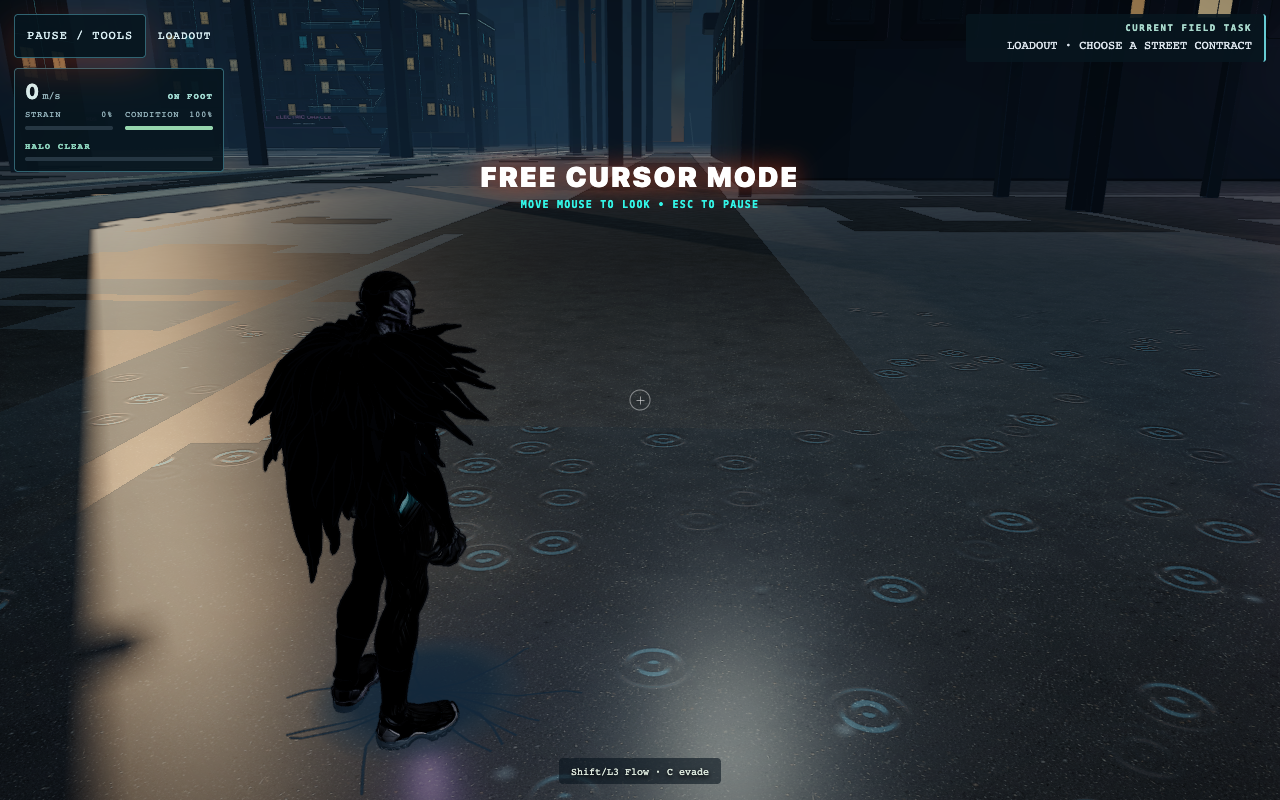 PAUSE / TOOLS
LOADOUT
CURRENT FIELD TASK
LOADOUT · CHOOSE A STREET CONTRACT
0 m/s
ON FOOT
STRAIN 0%
CONDITION 100%
HALO CLEAR
FREE CURSOR MODE
MOVE MOUSE TO LOOK • ESC TO PAUSE
Shift/L3 Flow · C evade